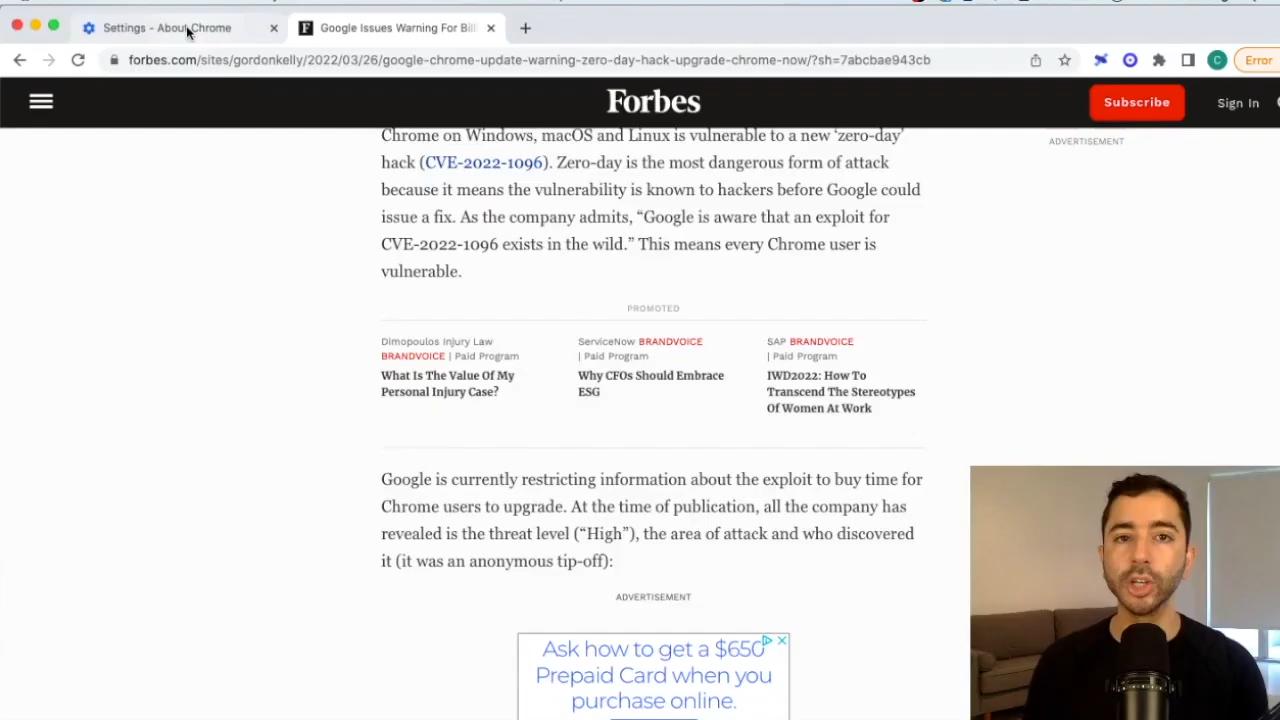 Settings - About Chrome
Google Issues Warning For Bil
forbes.com/sites/gordonkelly/2022/03/26/google-chrome-update-warning-zero-day-hack-upgrade-chrome-now/?sh=7abcbae943cb
C
Error
Forbes
Subscribe
Sign In
Chrome on Windows, macOS and Linux is vulnerable to a new ‘zero-day’
hack (CVE-2022-1096). Zero-day is the most dangerous form of attack
because it means the vulnerability is known to hackers before Google could
issue a fix. As the company admits, “Google is aware that an exploit for
CVE-2022-1096 exists in the wild.” This means every Chrome user is
vulnerable.
ADVERTISEMENT
PROMOTED
Dimopoulos Injury Law
BRANDVOICE | Paid Program
What Is The Value Of My
Personal Injury Case?
ServiceNow BRANDVOICE
| Paid Program
Why CFOs Should Embrace
ESG
SAP BRANDVOICE
| Paid Program
IWD2022: How To
Transcend The Stereotypes
Of Women At Work
Google is currently restricting information about the exploit to buy time for
Chrome users to upgrade. At the time of publication, all the company has
revealed is the threat level (“High”), the area of attack and who discovered
it (it was an anonymous tip-off):
ADVERTISEMENT
Ask how to get a $650
Prepaid Card when you
purchase online.